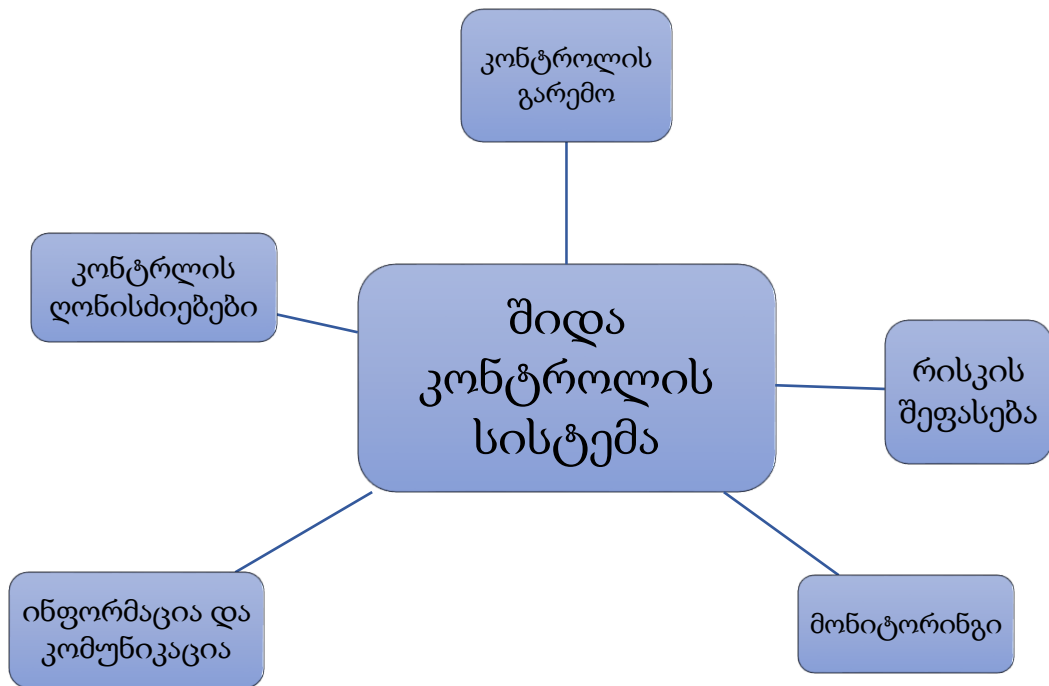 კონტროლის
გარემო
კონტრლის
ღონისძიებები
შიდა
კონტროლის
სისტემა
რისკის
შეფასება
ინფორმაცია და
კომუნიკაცია
მონიტორინგი